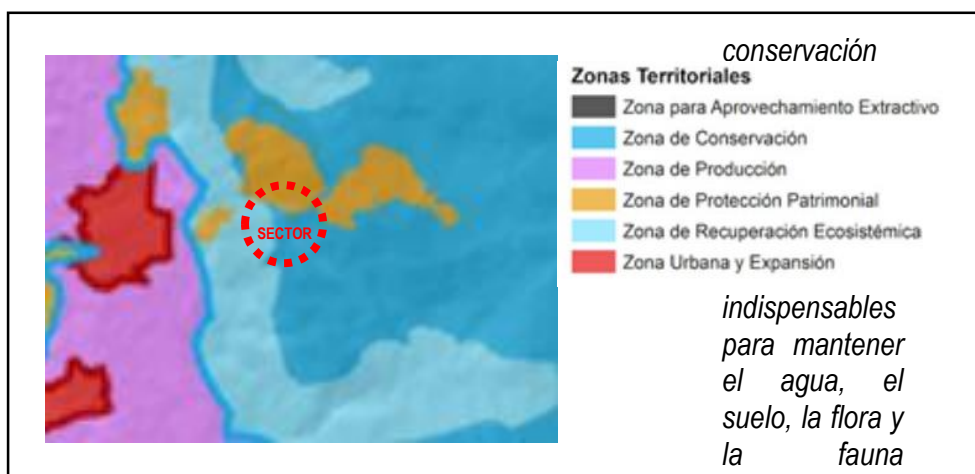 conservación
Zonas Territoriales
Zona para Aprovechamiento Extractivo
Zona de Conservación
Zona de Producción
Zona de Protección Patrimonial
Zona de Recuperación Ecosistémica
Zona Urbana y Expansión
SECTOR
indispensables
para mantener
el agua, el
suelo, la flora y
la fauna